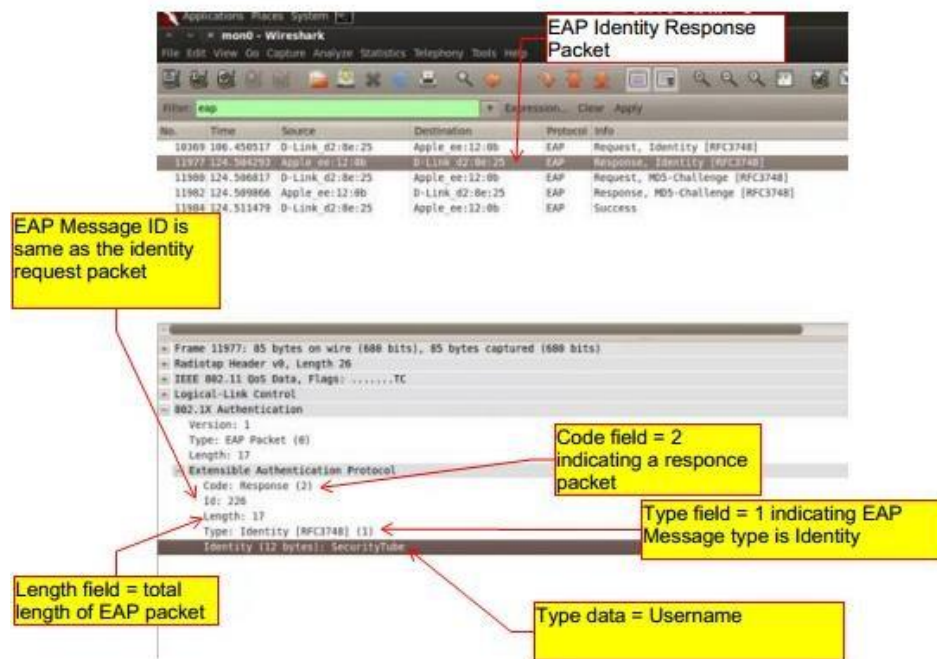 Applications Places System
mon0 - Wireshark
File Edit View Go Capture Analyze Statistics Telephony Tools Help
EAP Identity Response
Packet
Filter: eap Expression... Clear Apply
No. Time Source Destination Protocol Info
10369 106.450517 D-Link_d2:8e:25 Apple_ee:12:0b EAP Request, Identity [RFC3748]
11977 124.504293 Apple_ee:12:0b D-Link_d2:8e:25 EAP Response, Identity [RFC3748]
11980 124.506817 D-Link_d2:8e:25 Apple_ee:12:0b EAP Request, MD5-Challenge [RFC3748]
11982 124.509866 Apple_ee:12:0b D-Link_d2:8e:25 EAP Response, MD5-Challenge [RFC3748]
11984 124.511479 D-Link_d2:8e:25 Apple_ee:12:0b EAP Success
EAP Message ID is
same as the identity
request packet
Frame 11977: 85 bytes on wire (680 bits), 85 bytes captured (680 bits)
Radiotap Header v0, Length 26
IEEE 802.11 QoS Data, Flags: .......TC
Logical-Link Control
802.1X Authentication
Version: 1
Type: EAP Packet (0)
Length: 17
Extensible Authentication Protocol
Code: Response (2)
Id: 226
Length: 17
Type: Identity [RFC3748] (1)
Identity (12 bytes): SecurityTube
Code field = 2
indicating a responce
packet
Type field = 1 indicating EAP
Message type is Identity
Length field = total
length of EAP packet
Type data = Username